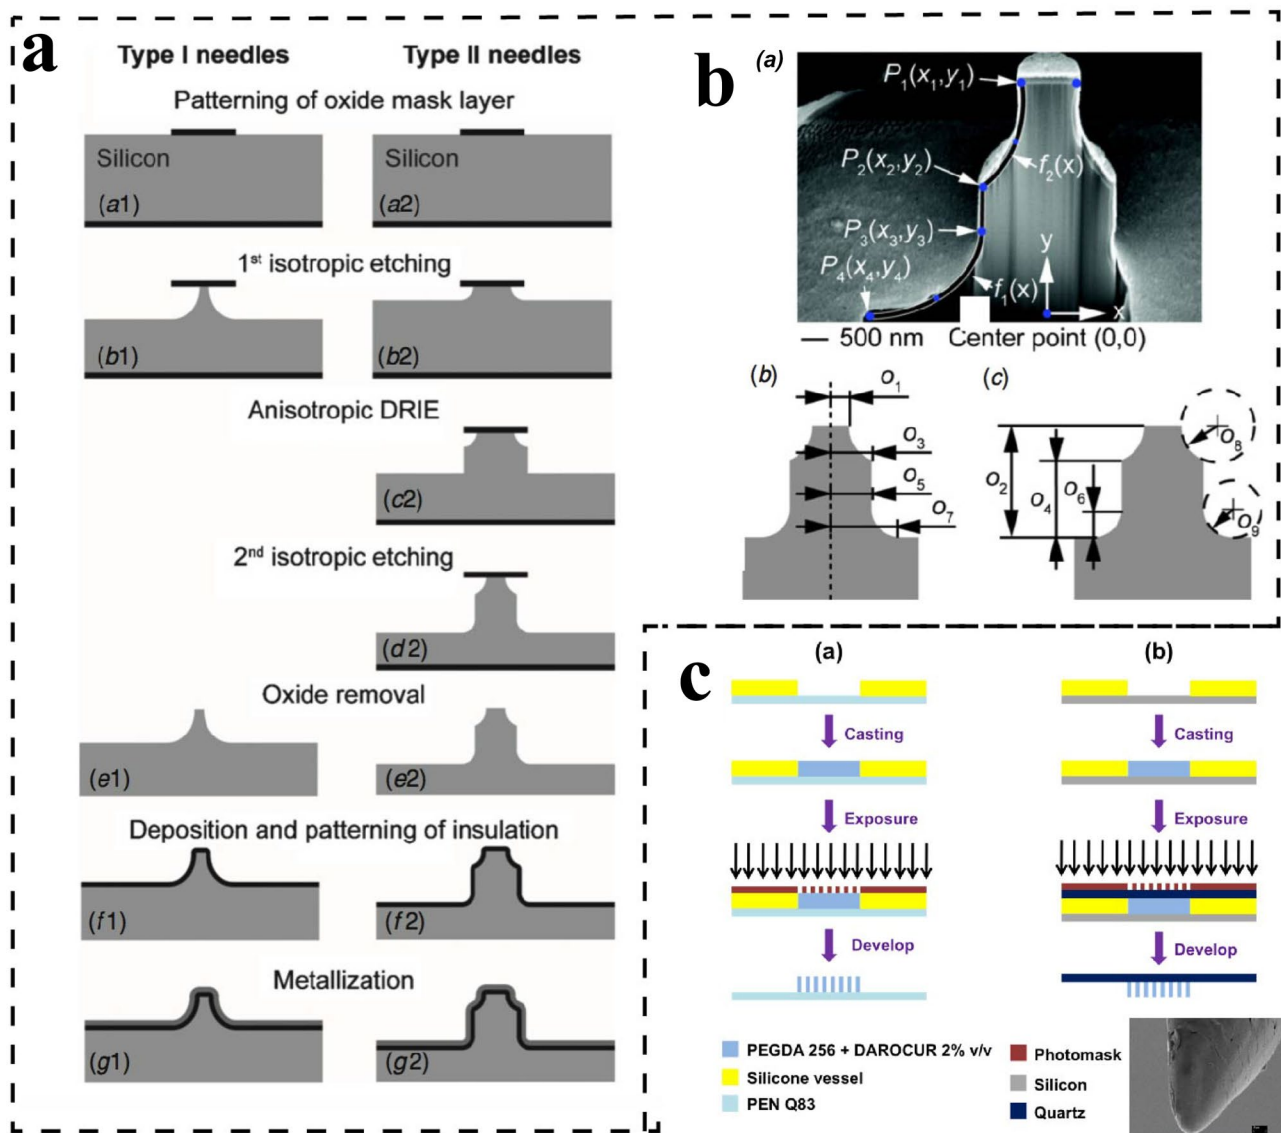 a
Type I needles
Type II needles
Patterning of oxide mask layer
Silicon
Silicon
(a1)
(a2)
1st isotropic etching
(b1)
(b2)
Anisotropic DRIE
(c2)
2nd isotropic etching
(d2)
Oxide removal
(e1)
(e2)
Deposition and patterning of insulation
(f1)
(f2)
Metallization
(g1)
(g2)
b
(a)
P1(x1,y1)
P2(x2,y2)
f2(x)
P3(x3,y3)
P4(x4,y4)
y
f1(x)
x
500 nm Center point (0,0)
(b)
o1
o3
o5
o7
(c)
o8
o2
o4
o6
o9
c
(a)
(b)
Casting
Casting
Exposure
Exposure
Develop
Develop
PEGDA 256 + DAROCUR 2% v/v
Silicone vessel
PEN Q83
Photomask
Silicon
Quartz